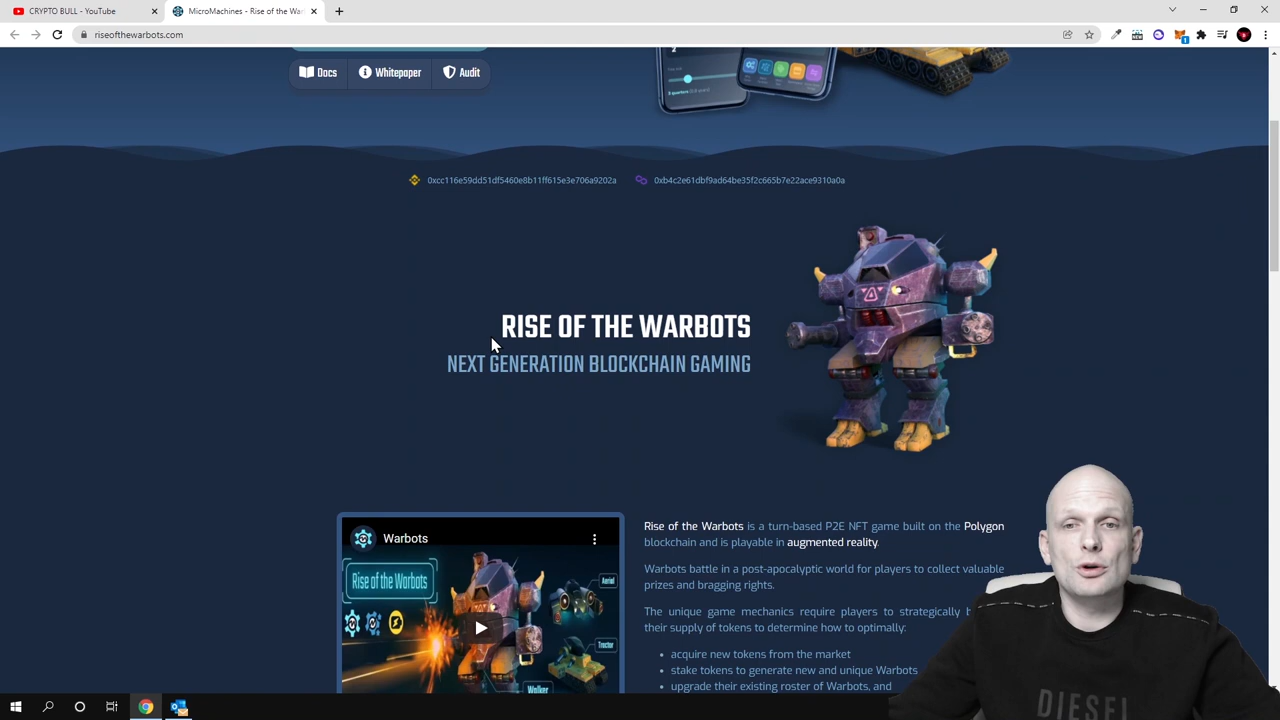 CRYPTO BULL - YouTube
MicroMachines - Rise of the War
riseofthewarbots.com
Docs
Whitepaper
Audit
0xcc116e59dd51df5460e8b11ff615e3e706a9202a
0xb4c2e61dbf9ad64be35f2c665b7e22ace9310a0a
RISE OF THE WARBOTS
NEXT GENERATION BLOCKCHAIN GAMING
Warbots
Rise of the Warbots
Aerial
Tractor
Walker
Rise of the Warbots is a turn-based P2E NFT game built on the Polygon
blockchain and is playable in augmented reality.
Warbots battle in a post-apocalyptic world for players to collect valuable
prizes and bragging rights.
The unique game mechanics require players to strategically
their supply of tokens to determine how to optimally:
• acquire new tokens from the market
• stake tokens to generate new and unique Warbots
• upgrade their existing roster of Warbots, and
DIESEL